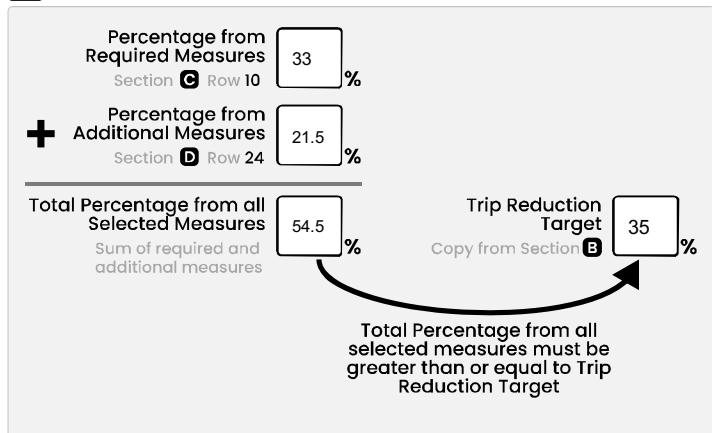 Percentage from
Required Measures
Section C Row 10
33
%
+
Percentage from
Additional Measures
Section D Row 24
21.5
%
Total Percentage from all
Selected Measures
Sum of required and
additional measures
54.5
%
Trip Reduction
Target
Copy from Section B
35
%
Total Percentage from all
selected measures must be
greater than or equal to Trip
Reduction Target